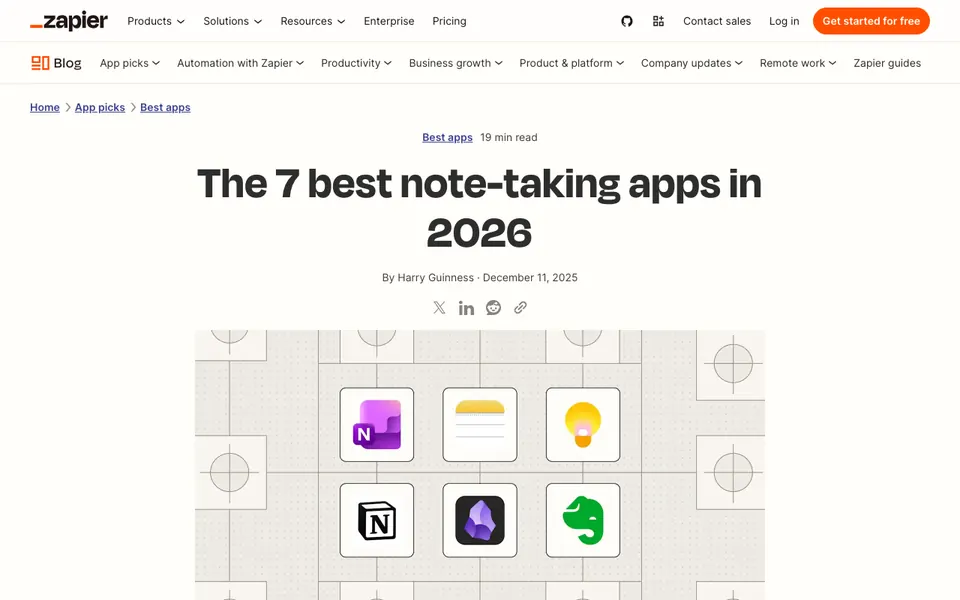 zapier Products Solutions Resources Enterprise Pricing Contact sales Log in Get started for free
Blog App picks Automation with Zapier Productivity Business growth Product & platform Company updates Remote work Zapier guides
Home App picks Best apps
Best apps 19 min read
The 7 best note-taking apps in
2026
By Harry Guinness · December 11, 2025
N
N